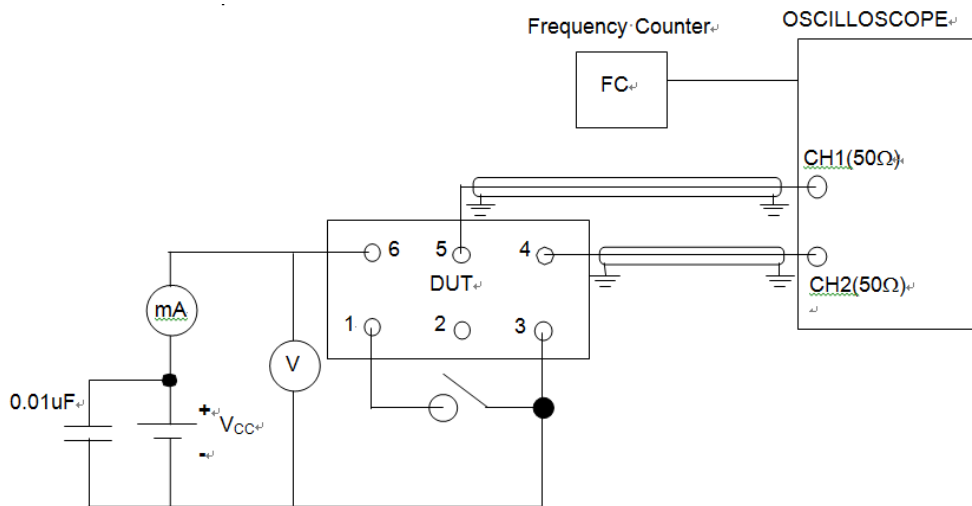 Frequency Counter
OSCILLOSCOPE
FC
CH1(50Ω)
6 5 4
DUT
CH2(50Ω)
mA
1 2 3
V
0.01uF
+
VCC
-